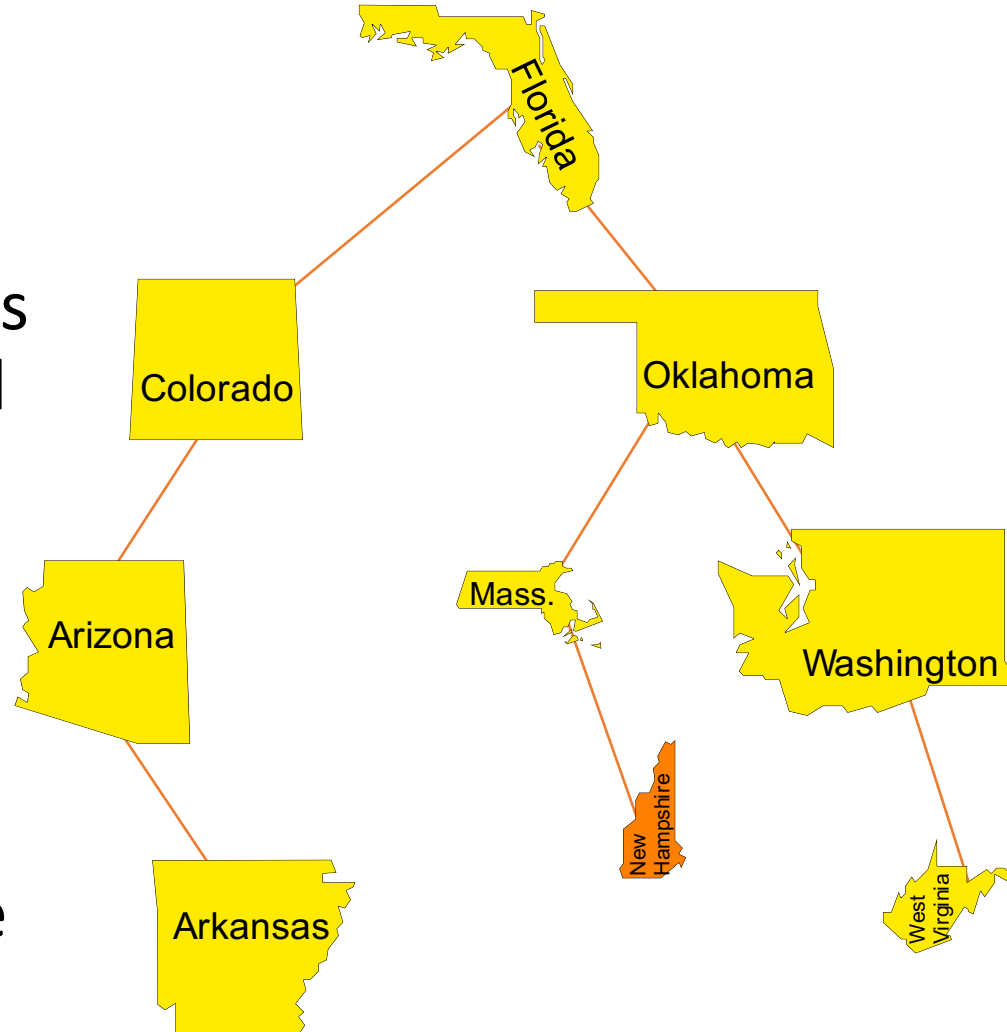 Florida
s
l
Colorado
Oklahoma
Mass.
Arizona
Washington
New
Hampshire
West
Virginia
e
Arkansas